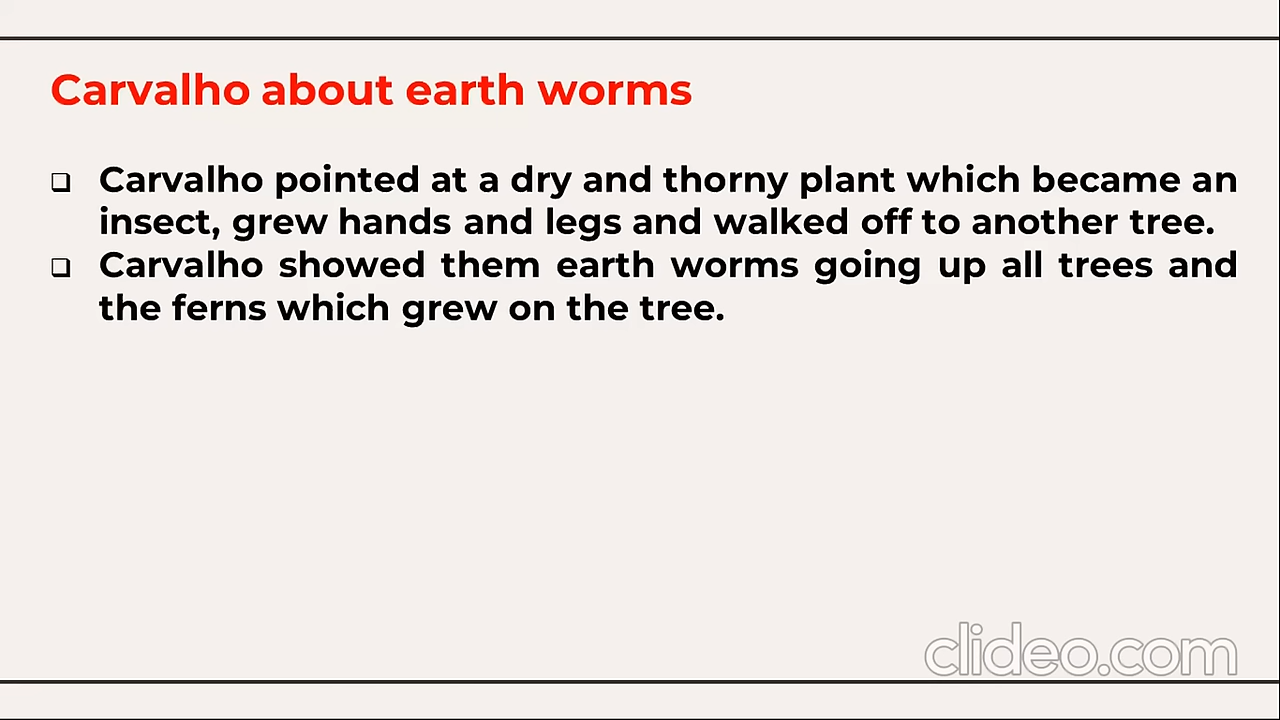 Carvalho about earth worms
❑ Carvalho pointed at a dry and thorny plant which became an
insect, grew hands and legs and walked off to another tree.
❑ Carvalho showed them earth worms going up all trees and
the ferns which grew on the tree.
clideo.com